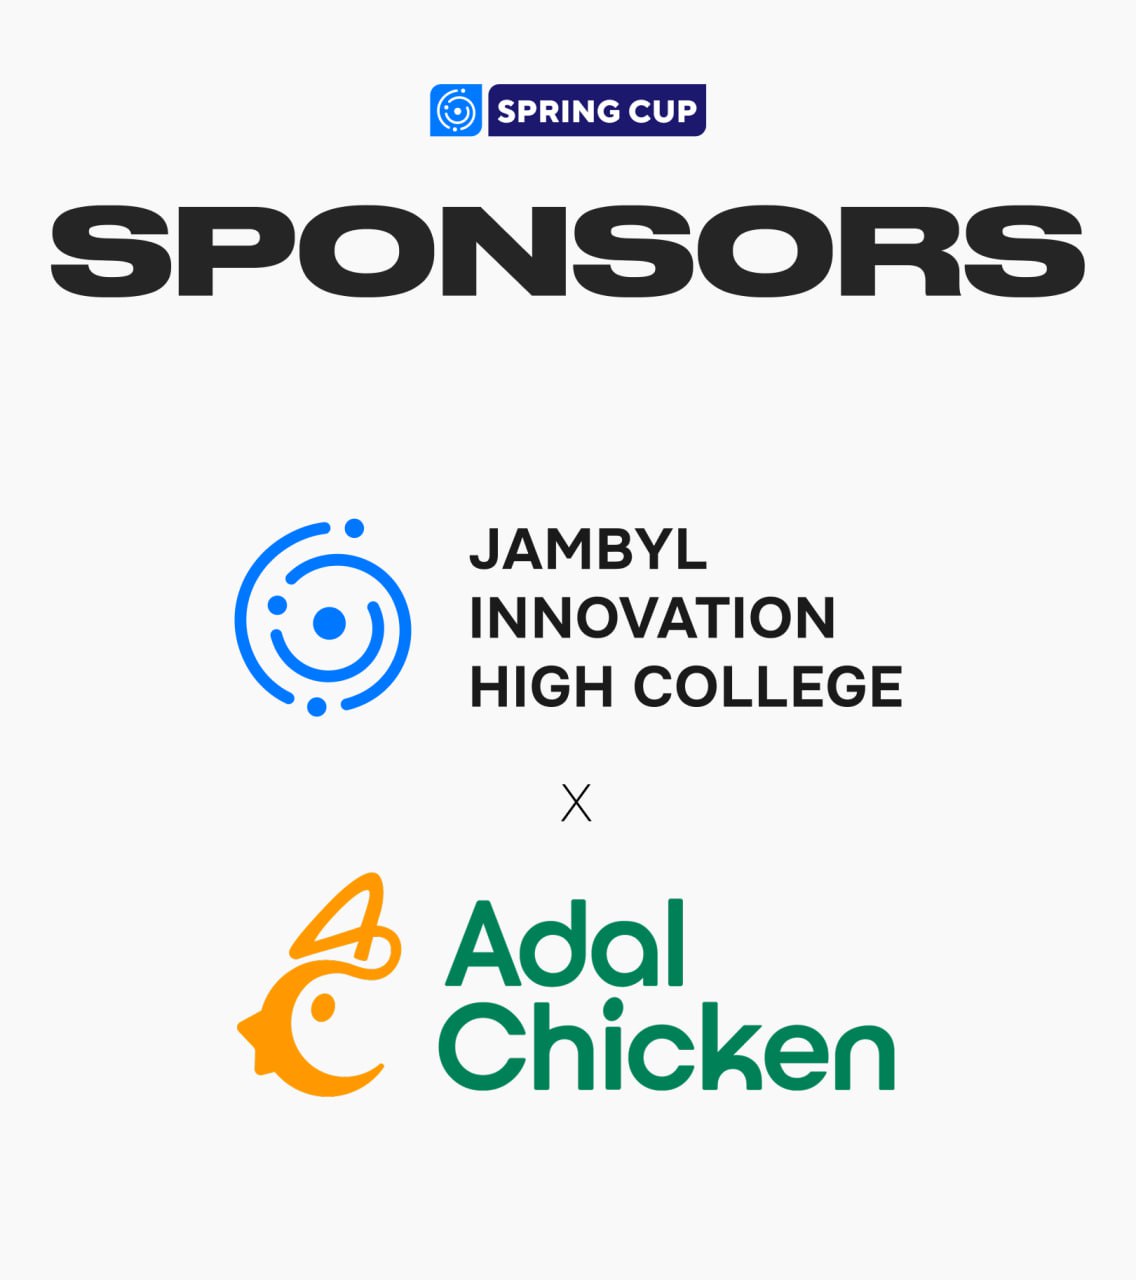 SPRING CUP
SPONSORS
JAMBYL
INNOVATION
HIGH COLLEGE
X
Adal
Chicken